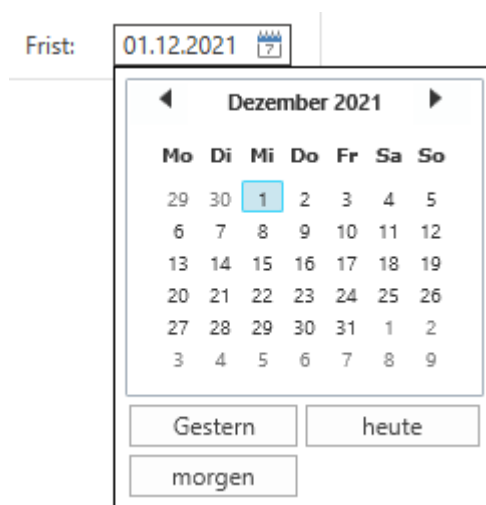 Frist: 01.12.2021
Dezember 2021
Mo Di Mi Do Fr Sa So
29 30 1 2 3 4 5
6 7 8 9 10 11 12
13 14 15 16 17 18 19
20 21 22 23 24 25 26
27 28 29 30 31 1 2
3 4 5 6 7 8 9
Gestern heute
morgen